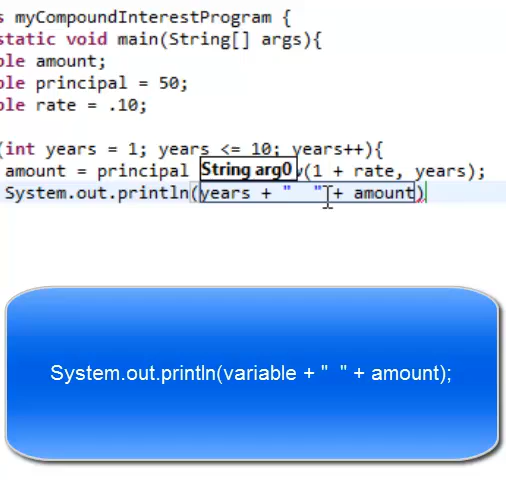 s myCompoundInterestProgram {
static void main(String[] args){
ble amount;
ble principal = 50;
ble rate = .10;
(int years = 1; years <= 10; years++){
amount = principal String arg0 (1 + rate, years);
System.out.println(years + "  " + amount)
System.out.println(variable + "  " + amount);